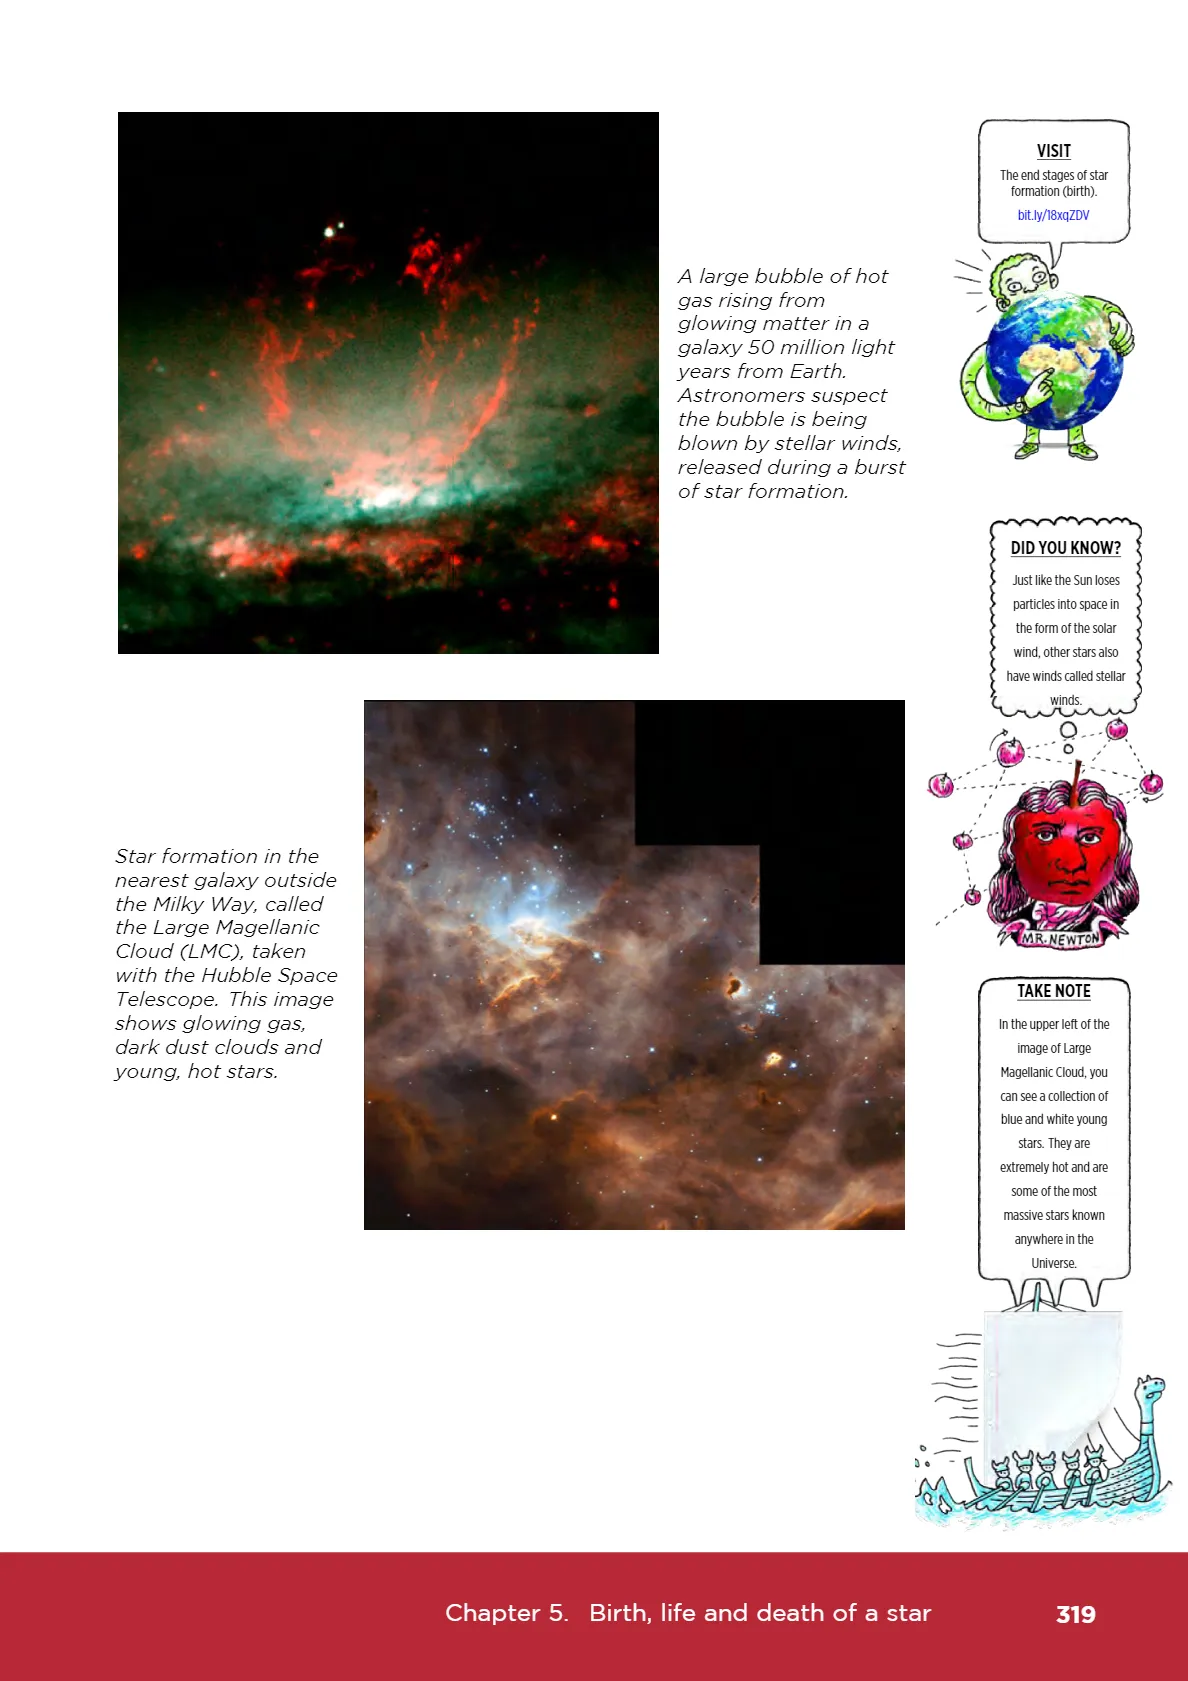 A large bubble of hot
gas rising from
glowing matter in a
galaxy 50 million light
years from Earth.
Astronomers suspect
the bubble is being
blown by stellar winds,
released during a burst
of star formation.
Star formation in the
nearest galaxy outside
the Milky Way, called
the Large Magellanic
Cloud (LMC), taken
with the Hubble Space
Telescope. This image
shows glowing gas,
dark dust clouds and
young, hot stars.
VISIT
The end stages of star
formation (birth).
bit.ly/18xqZDV
DID YOU KNOW?
Just like the Sun loses
particles into space in
the form of the solar
wind, other stars also
have winds called stellar
winds.
MR. NEWTON
TAKE NOTE
In the upper left of the
image of Large
Magellanic Cloud, you
can see a collection of
blue and white young
stars. They are
extremely hot and are
some of the most
massive stars known
anywhere in the
Universe.
Chapter 5. Birth, life and death of a star 319